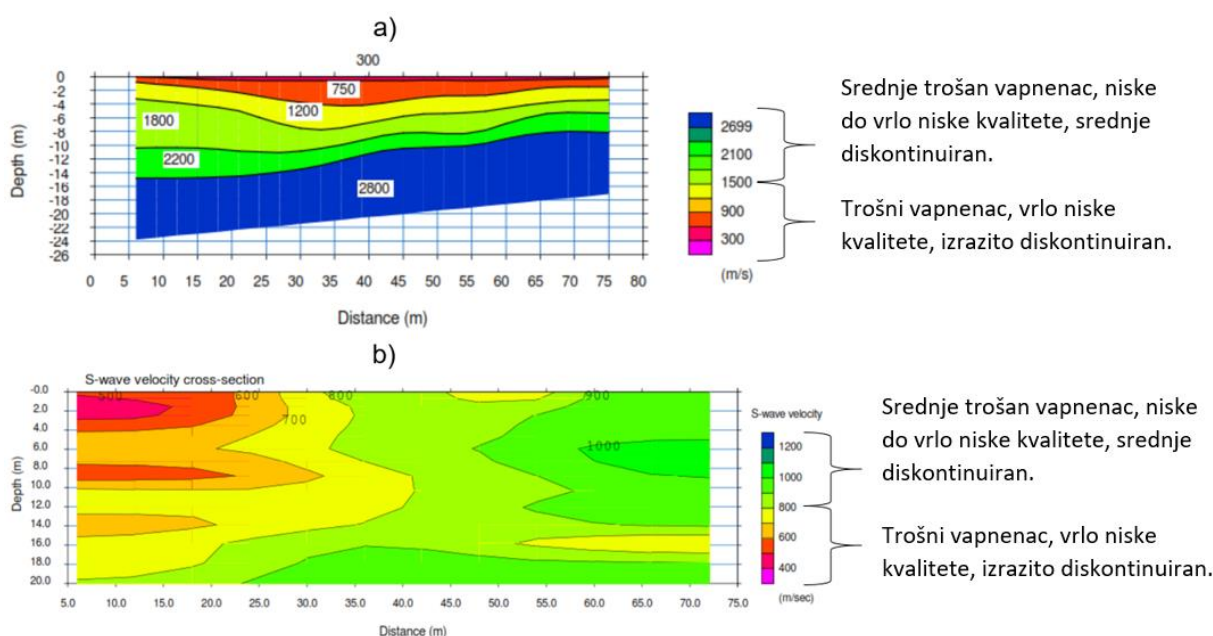 a)
300
0
-2
-4
-6
-8
-10
-12
-14
-16
-18
-20
-22
-24
-26
Depth (m)
750
1200
1800
2200
2800
0 5 10 15 20 25 30 35 40 45 50 55 60 65 70 75 80
Distance (m)
2699
2100
1500
900
300
(m/s)
Srednje trošan vapnenac, niske
do vrlo niske kvalitete, srednje
diskontinuiran.
Trošni vapnenac, vrlo niske
kvalitete, izrazito diskontinuiran.
b)
S-wave velocity cross-section
-0.0
2.0
4.0
6.0
8.0
10.0
12.0
14.0
16.0
18.0
20.0
Depth (m)
500 600 800 900
700
1000
5.0 10.0 15.0 20.0 25.0 30.0 35.0 40.0 45.0 50.0 55.0 60.0 65.0 70.0 75.0
Distance (m)
S-wave velocity
1200
1000
800
600
400
(m/sec)
Srednje trošan vapnenac, niske
do vrlo niske kvalitete, srednje
diskontinuiran.
Trošni vapnenac, vrlo niske
kvalitete, izrazito diskontinuiran.